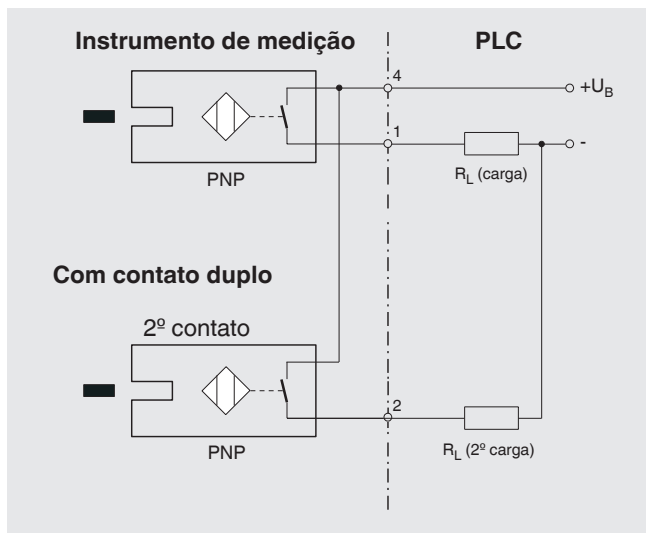 Instrumento de medição
PLC
4
+U_B
1
-
R_L (carga)
PNP
Com contato duplo
2º contato
2
R_L (2º carga)
PNP